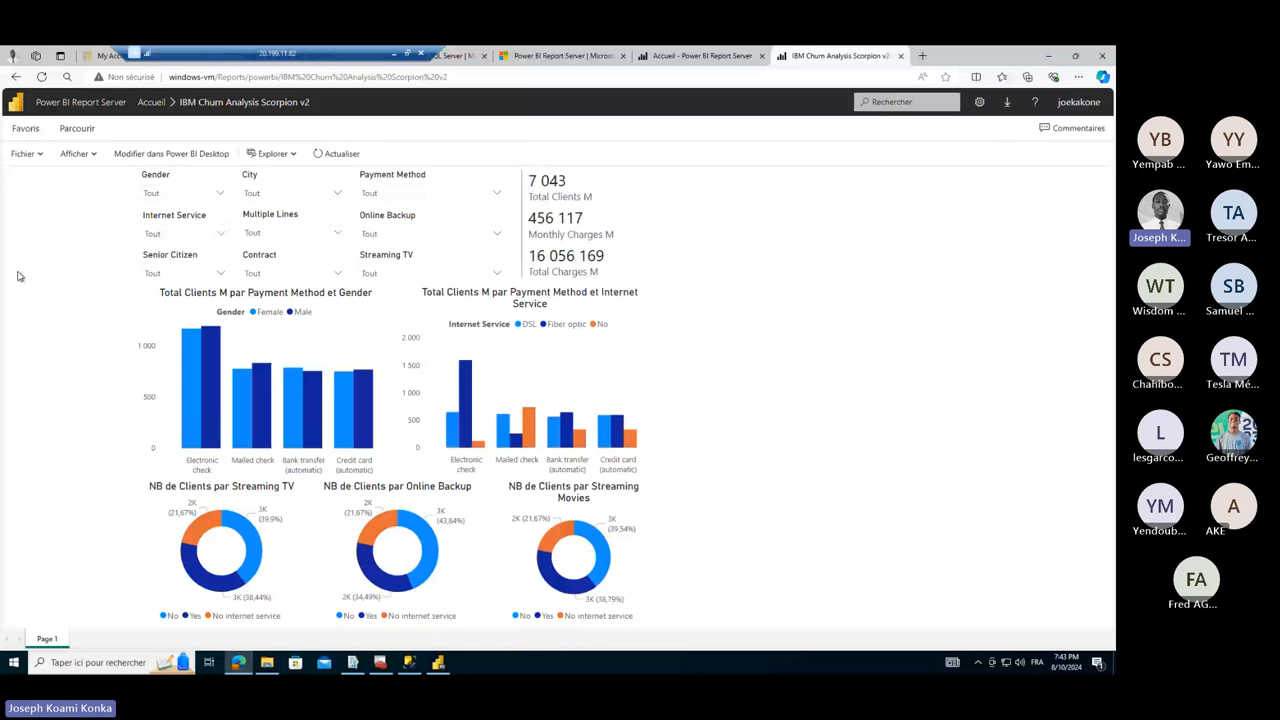 20.199.11.82
My Acc
QL Server | M
Power BI Report Server | Micros
Accueil - Power BI Report Serve
IBM Churn Analysis Scorpion v2
Non sécurisé
windows-vm/Reports/powerbi/IBM%20Churn%20Analysis%20Scorpion%20v2
Power BI Report Server
Accueil > IBM Churn Analysis Scorpion v2
Rechercher
joekakone
Favoris
Parcourir
Commentaires
Fichier
Afficher
Modifier dans Power BI Desktop
Explorer
Actualiser
Gender
City
Payment Method
Tout
Tout
Tout
Internet Service
Multiple Lines
Online Backup
Tout
Tout
Tout
Senior Citizen
Contract
Streaming TV
Tout
Tout
Tout
7 043
Total Clients M
456 117
Monthly Charges M
16 056 169
Total Charges M
Total Clients M par Payment Method et Gender
Gender Female Male
1 000
500
0
Electronic check
Mailed check
Bank transfer (automatic)
Credit card (automatic)
Total Clients M par Payment Method et Internet
Service
Internet Service DSL Fiber optic No
2 000
1 500
1 000
500
0
Electronic check
Mailed check
Bank transfer (automatic)
Credit card (automatic)
NB de Clients par Streaming TV
2K (21,67%)
3K (39,9%)
3K (38,44%)
No Yes No internet service
NB de Clients par Online Backup
2K (21,67%)
3K (43,84%)
2K (34,49%)
No Yes No internet service
NB de Clients par Streaming
Movies
2K (21,67%)
3K (39,54%)
3K (38,79%)
No Yes No internet service
Page 1
Taper ici pour rechercher
FRA
7:43 PM
8/10/2024
YB
Yempab ...
YY
Yawo Em...
Joseph K...
TA
Tresor A...
WT
Wisdom ...
SB
Samuel ...
CS
Chahibo...
TM
Tesla Mé...
L
lesgarco...
Geoffrey...
YM
Yendoub...
A
AKE
FA
Fred AG...
Joseph Koami Konka